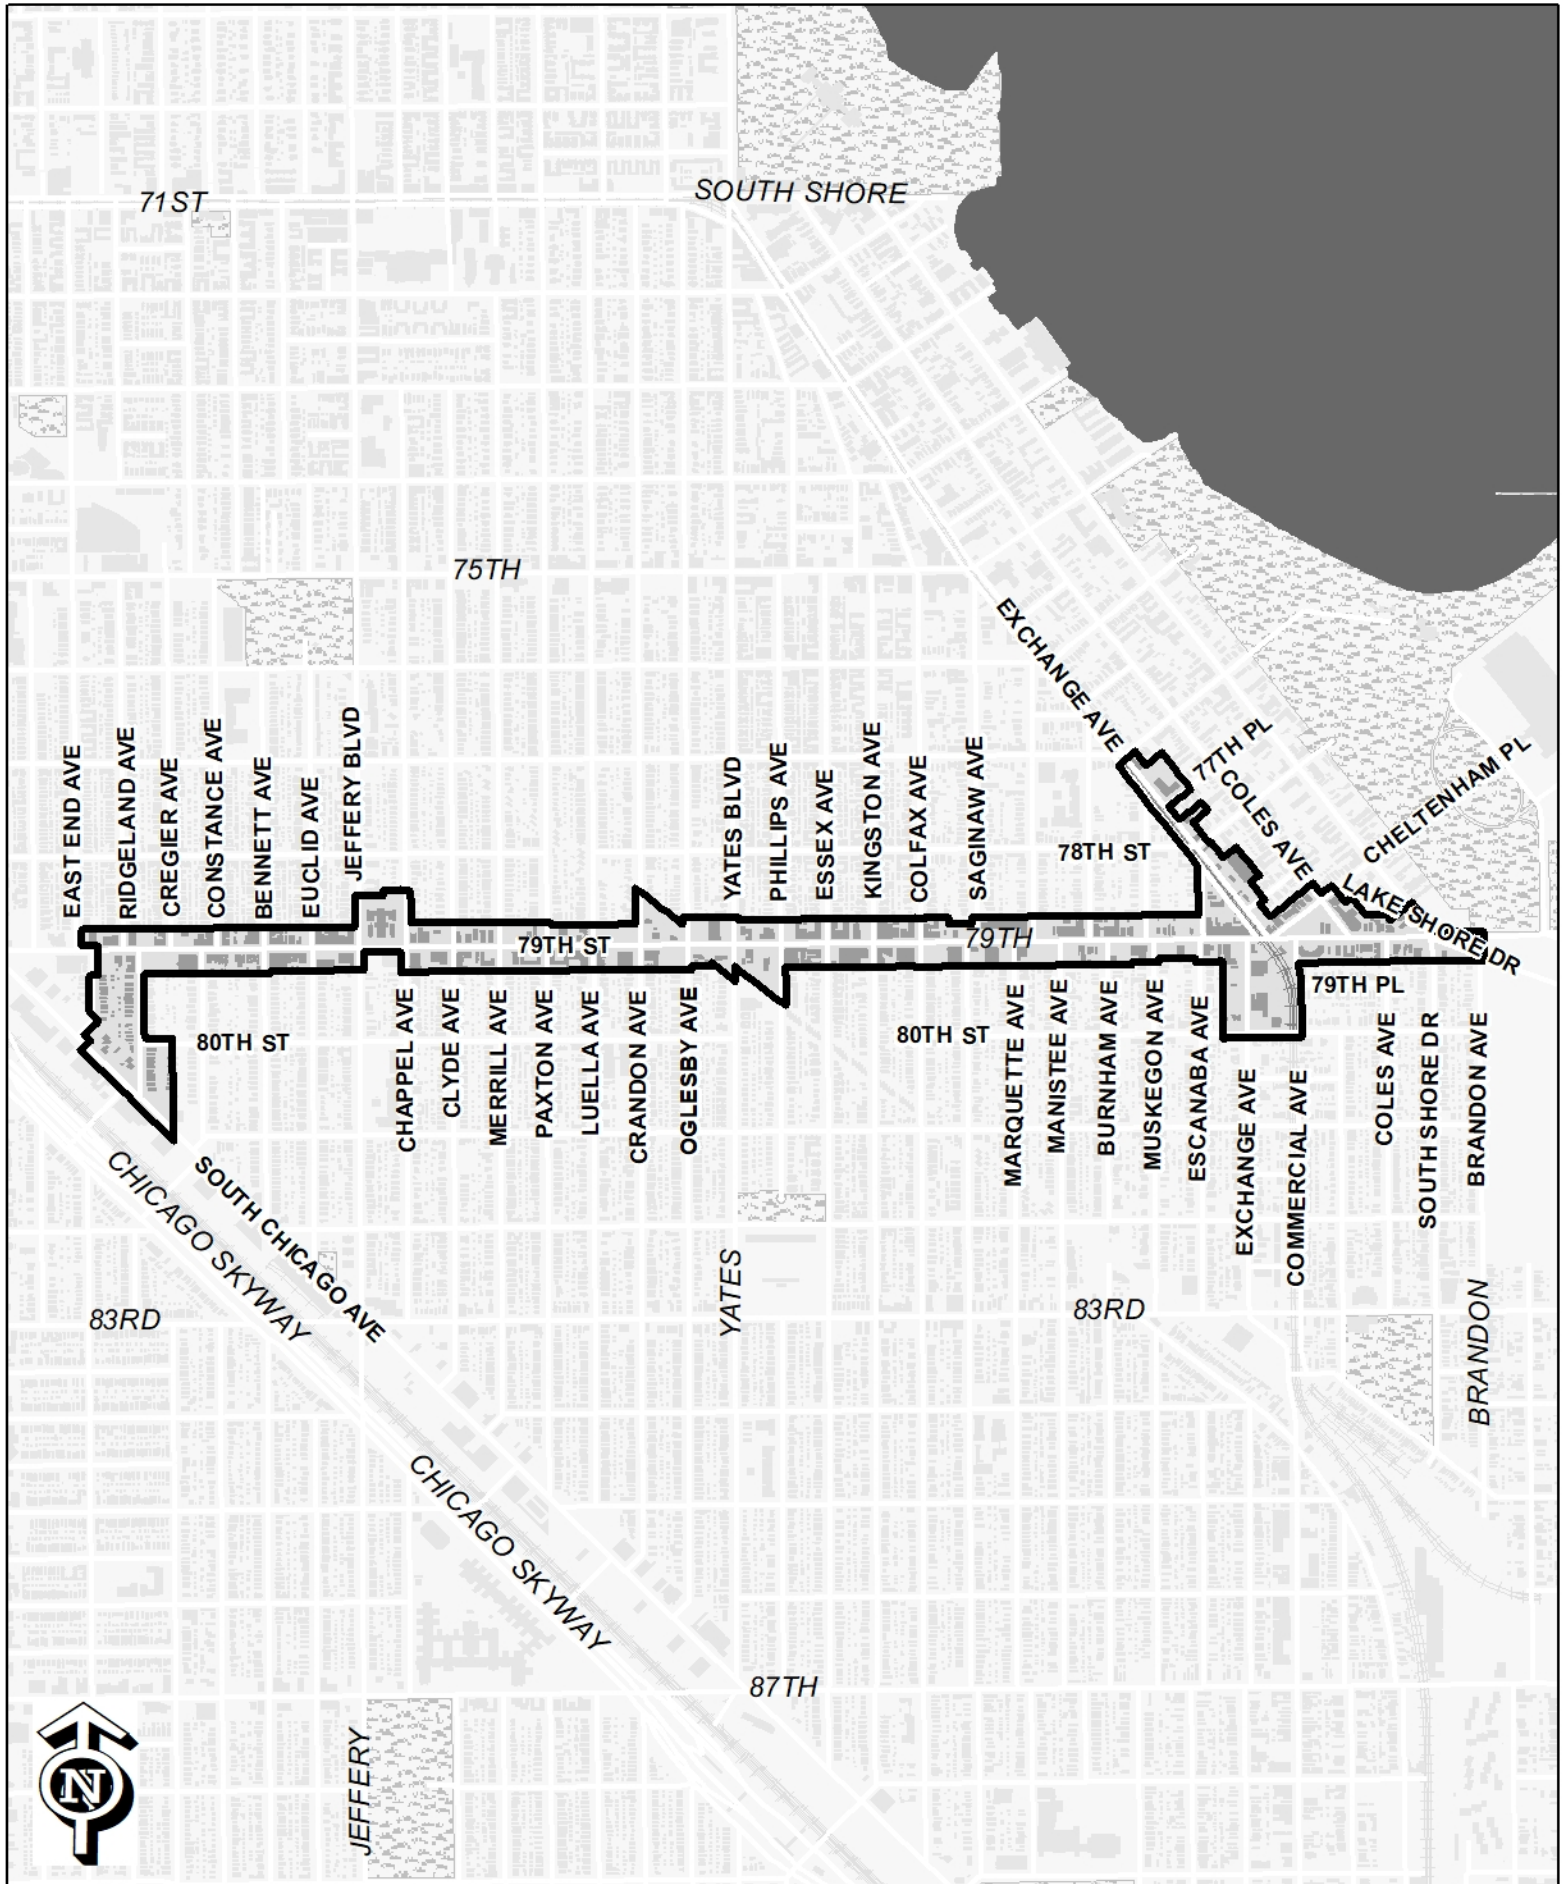 71ST
SOUTH SHORE
75TH
EXCHANGE AVE
77TH PL
COLES AVE
CHELTENHAM PL
LAKE SHORE DR
78TH ST
EAST END AVE
RIDGELAND AVE
CREGIER AVE
CONSTANCE AVE
BENNETT AVE
EUCLID AVE
JEFFERY BLVD
YATES BLVD
PHILLIPS AVE
ESSEX AVE
KINGSTON AVE
COLFAX AVE
SAGINAW AVE
79TH ST
79TH
79TH PL
80TH ST
80TH ST
CHAPPEL AVE
CLYDE AVE
MERRILL AVE
PAXTON AVE
LUELLA AVE
CRANDON AVE
OGLESBY AVE
MARQUETTE AVE
MANISTEE AVE
BURNHAM AVE
MUSKEGON AVE
ESCANABA AVE
EXCHANGE AVE
COMMERCIAL AVE
COLES AVE
SOUTH SHORE DR
BRANDON AVE
CHICAGO SKYWAY
SOUTH CHICAGO AVE
83RD
YATES
83RD
BRANDON
CHICAGO SKYWAY
87TH
JEFFERY
N